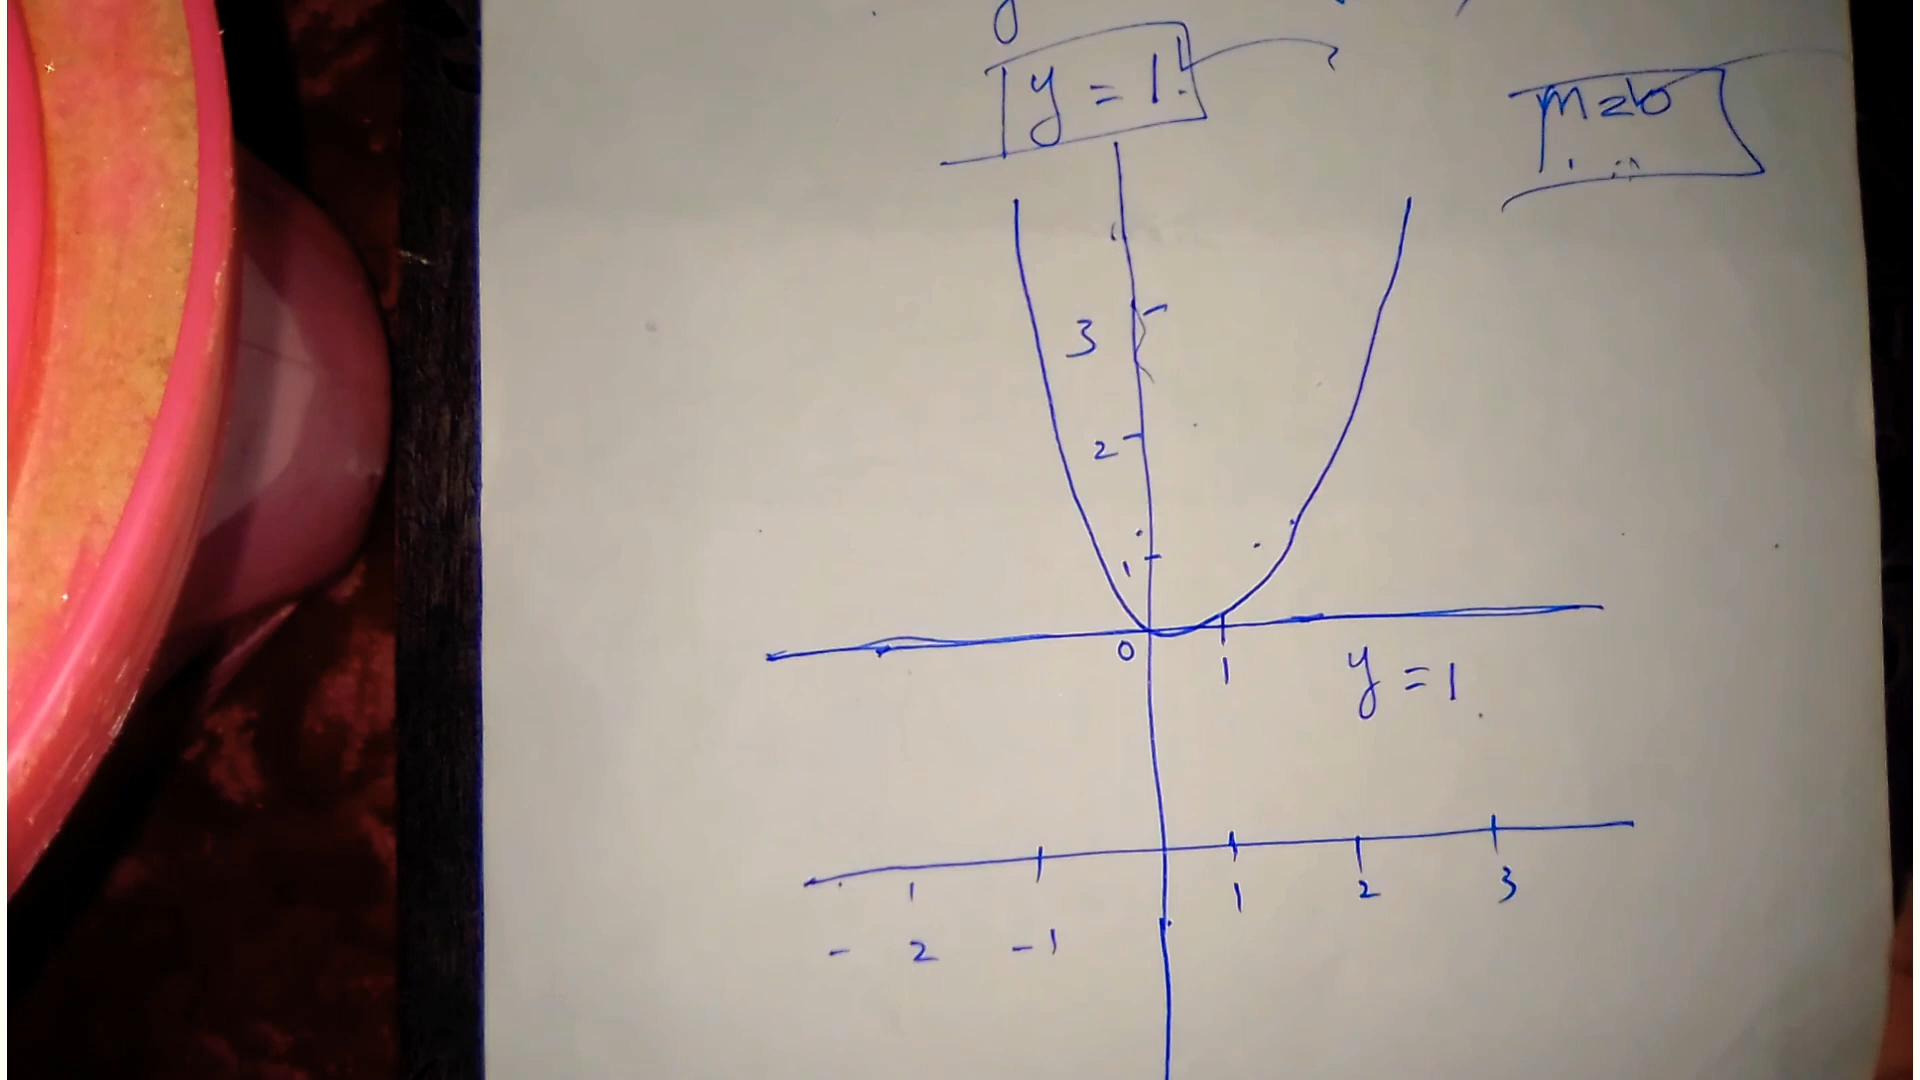 y = 1.
m=0
3
2
1
0 1
y = 1.
1 2 3
- 2 -1